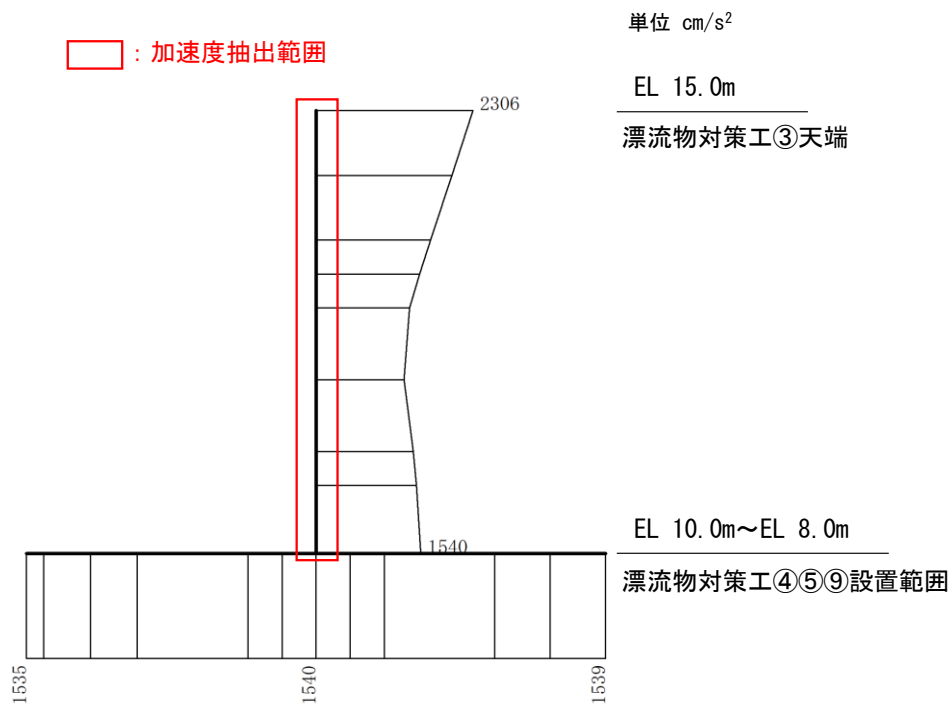 単位 cm/s²
：加速度抽出範囲
EL 15.0m
2306
漂流物対策工③天端
EL 10.0m～EL 8.0m
1540
漂流物対策工④⑤⑨設置範囲
1535
1540
1539